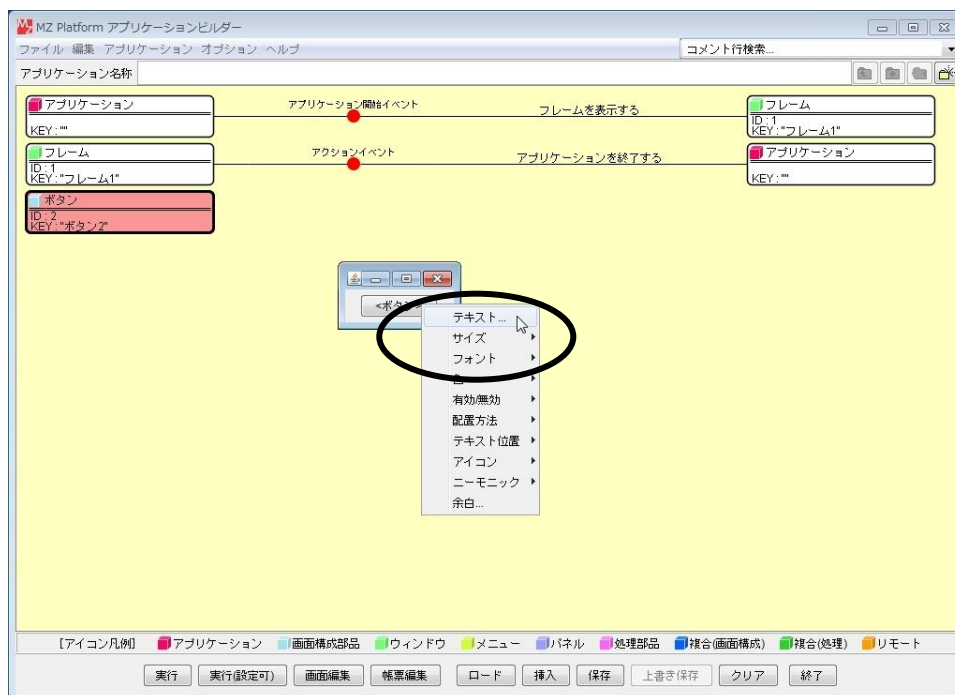 MZ Platform アプリケーションビルダー
ファイル 編集 アプリケーション オプション ヘルプ
コメント行検索...
アプリケーション名称
アプリケーション
KEY:""
アプリケーション開始イベント
フレームを表示する
フレーム
ID:1
KEY:"フレーム1"
フレーム
ID:1
KEY:"フレーム1"
アクションイベント
アプリケーションを終了する
アプリケーション
KEY:""
ボタン
ID:2
KEY:"ボタン2"
<ボタン
テキスト...
サイズ
フォント
色
有効/無効
配置方法
テキスト位置
アイコン
ニーモニック
余白...
[アイコン凡例] アプリケーション 画面構成部品 ウィンドウ メニュー パネル 処理部品 複合(画面構成) 複合(処理) リモート
実行 実行(設定可) 画面編集 帳票編集 ロード 挿入 保存 上書き保存 クリア 終了